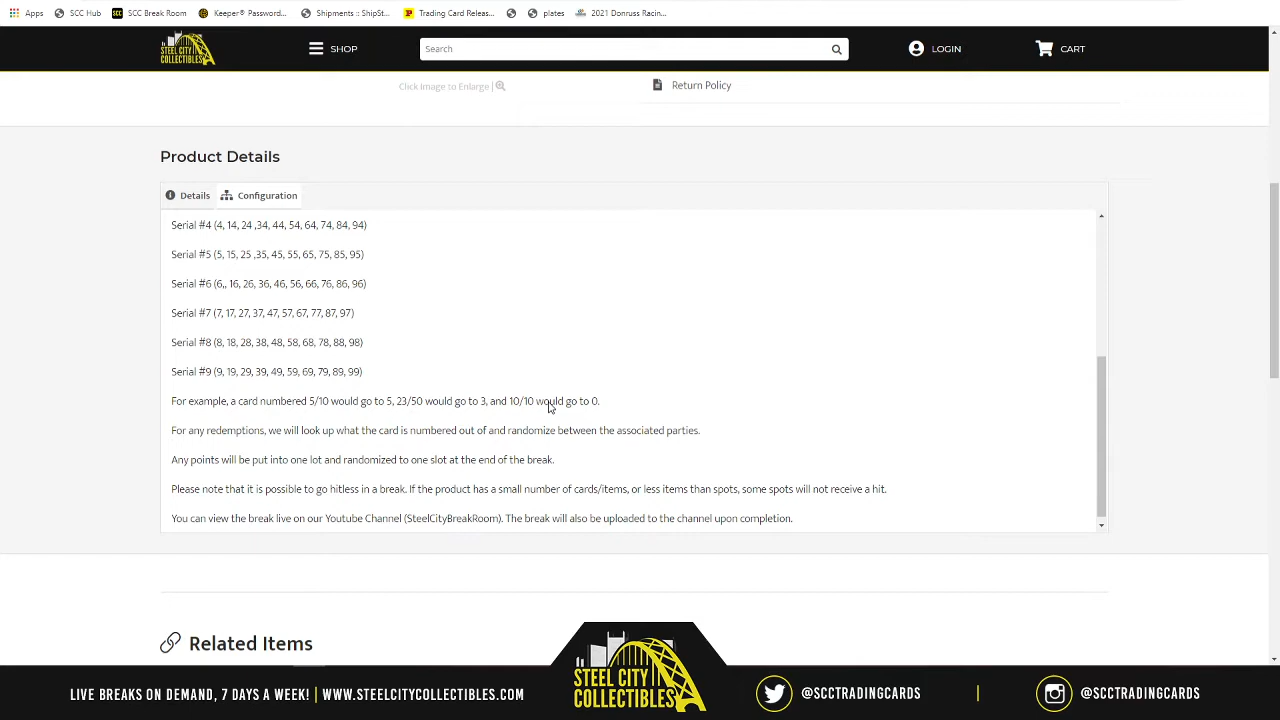 Apps SCC Hub SCC Break Room Keeper® Password... Shipments :: ShipSt... Trading Card Releas... plates 2021 Donruss Racin...
STEEL CITY COLLECTIBLES SHOP Search LOGIN CART
Click Image to Enlarge | Return Policy
Product Details
Details Configuration
Serial #4 (4, 14, 24 ,34, 44, 54, 64, 74, 84, 94)
Serial #5 (5, 15, 25 ,35, 45, 55, 65, 75, 85, 95)
Serial #6 (6,, 16, 26, 36, 46, 56, 66, 76, 86, 96)
Serial #7 (7, 17, 27, 37, 47, 57, 67, 77, 87, 97)
Serial #8 (8, 18, 28, 38, 48, 58, 68, 78, 88, 98)
Serial #9 (9, 19, 29, 39, 49, 59, 69, 79, 89, 99)
For example, a card numbered 5/10 would go to 5, 23/50 would go to 3, and 10/10 would go to 0.
For any redemptions, we will look up what the card is numbered out of and randomize between the associated parties.
Any points will be put into one lot and randomized to one slot at the end of the break.
Please note that it is possible to go hitless in a break. If the product has a small number of cards/items, or less items than spots, some spots will not receive a hit.
You can view the break live on our Youtube Channel (SteelCityBreakRoom). The break will also be uploaded to the channel upon completion.
Related Items
LIVE BREAKS ON DEMAND, 7 DAYS A WEEK! | WWW.STEELCITYCOLLECTIBLES.COM
STEEL CITY
COLLECTIBLES
@SCCTRADINGCARDS | @SCCTRADINGCARDS